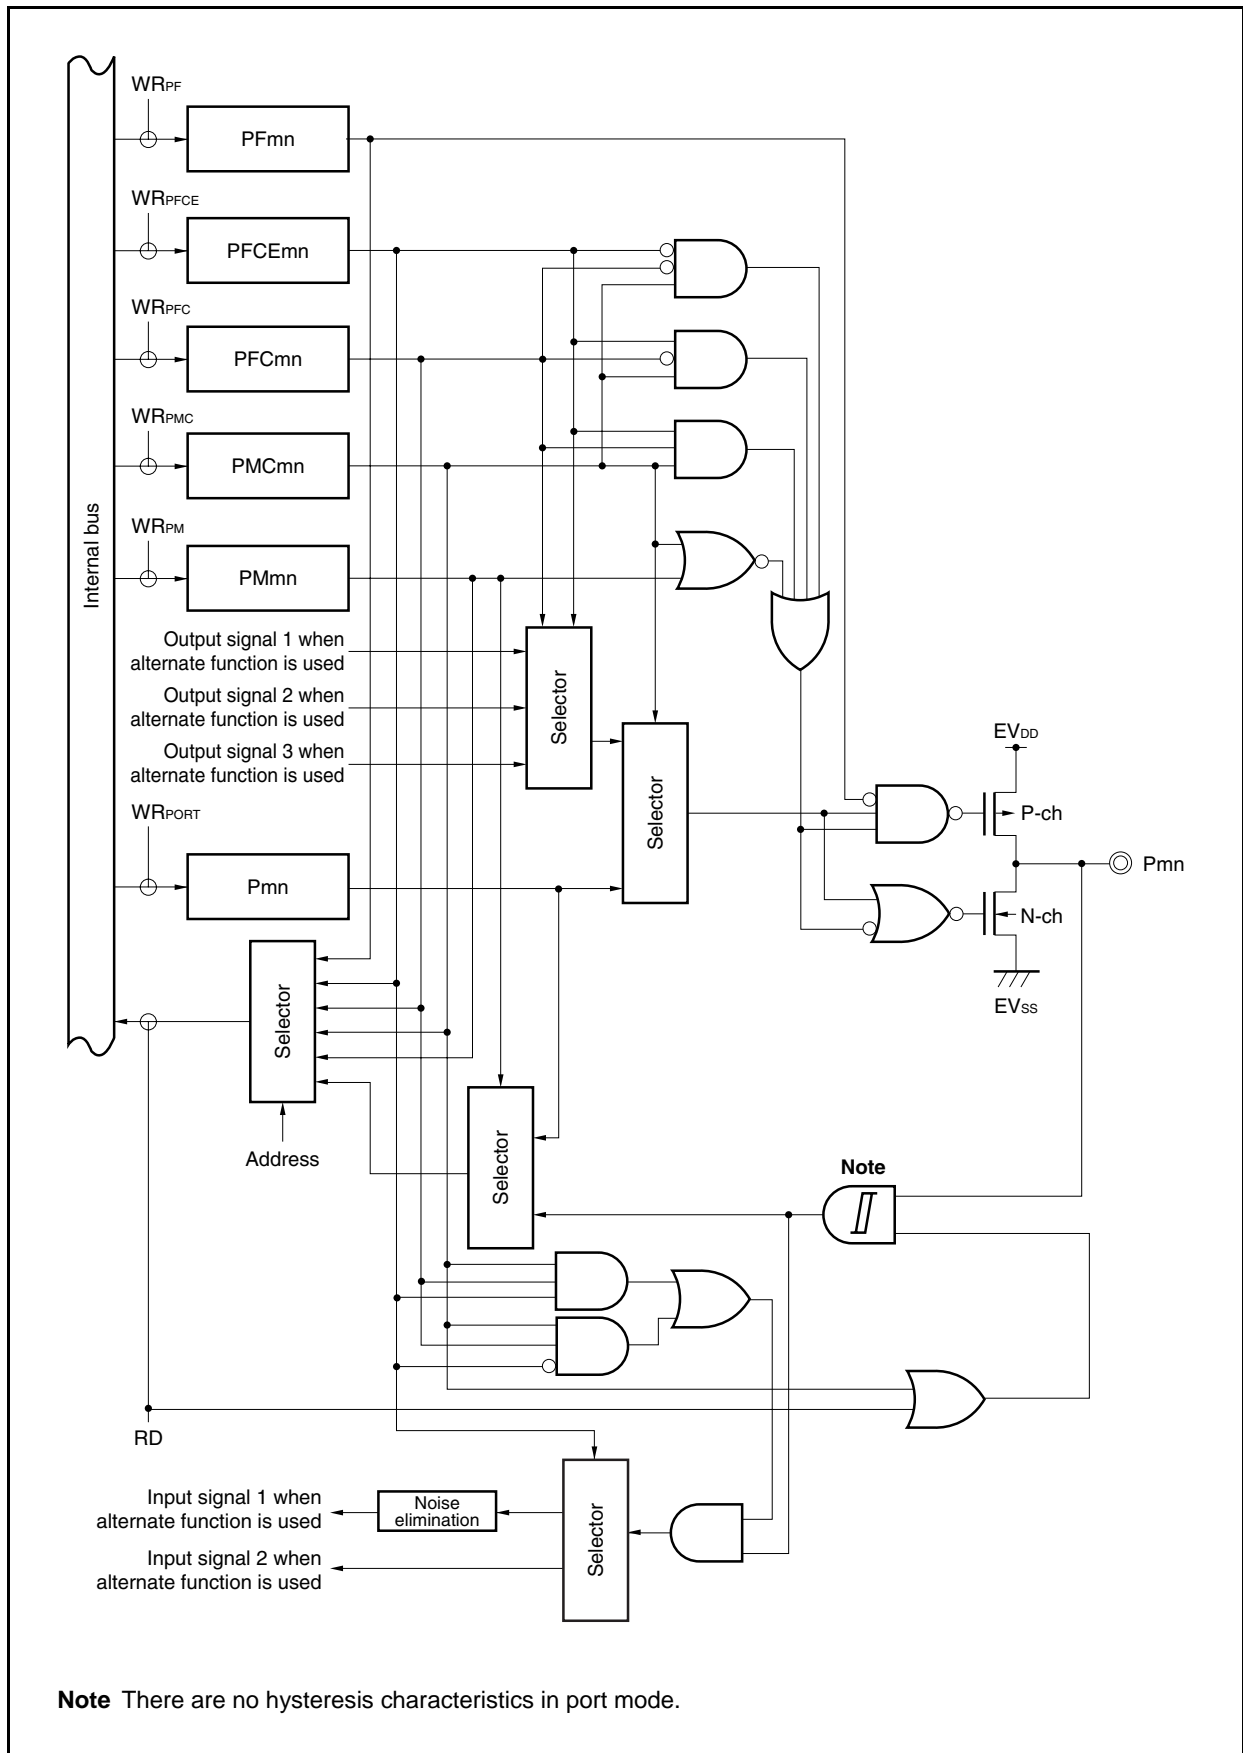 WRPF
PFmn
WRPFCE
PFCEmn
WRPFC
PFCmn
WRPMC
PMCmn
WRPM
PMmn
Internal bus
Output signal 1 when
alternate function is used
Output signal 2 when
alternate function is used
Output signal 3 when
alternate function is used
Selector
Selector
WRPORT
Pmn
EVDD
P-ch
Pmn
N-ch
EVSS
Selector
Address
Selector
Note
RD
Input signal 1 when
alternate function is used
Noise
elimination
Input signal 2 when
alternate function is used
Selector
Note There are no hysteresis characteristics in port mode.